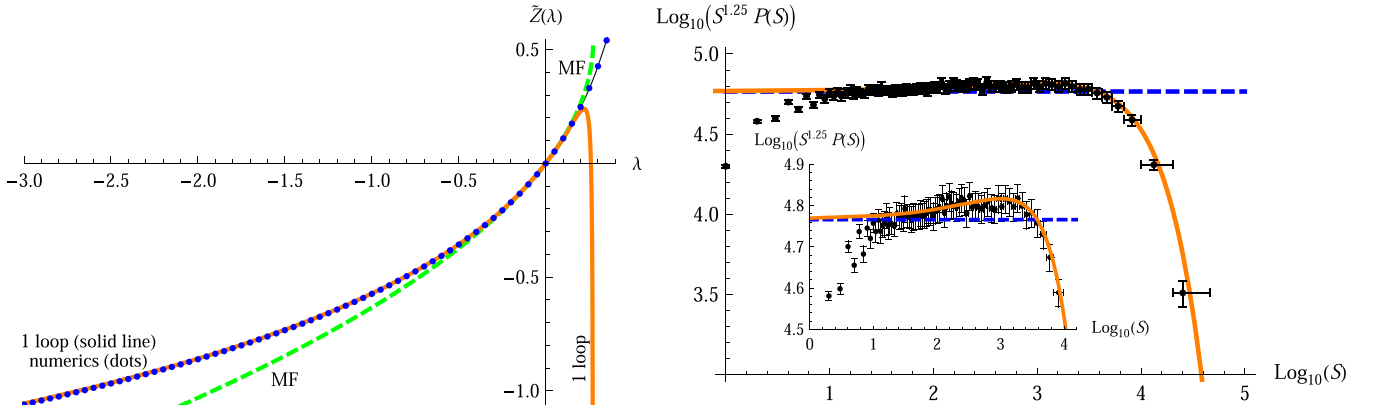 Z̃(λ)
0.5
MF
λ
−3.0 −2.5 −2.0 −1.5 −1.0 −0.5
−0.5
1 loop (solid line)
numerics (dots)
MF
1 loop
−1.0
Log₁₀(S^1.25 P(S))
5.0
4.5
4.0
3.5
1 2 3 4 5
Log₁₀(S)
Log₁₀(S^1.25 P(S))
4.9
4.8
4.7
4.6
4.5
0 1 2 3 4
Log₁₀(S)